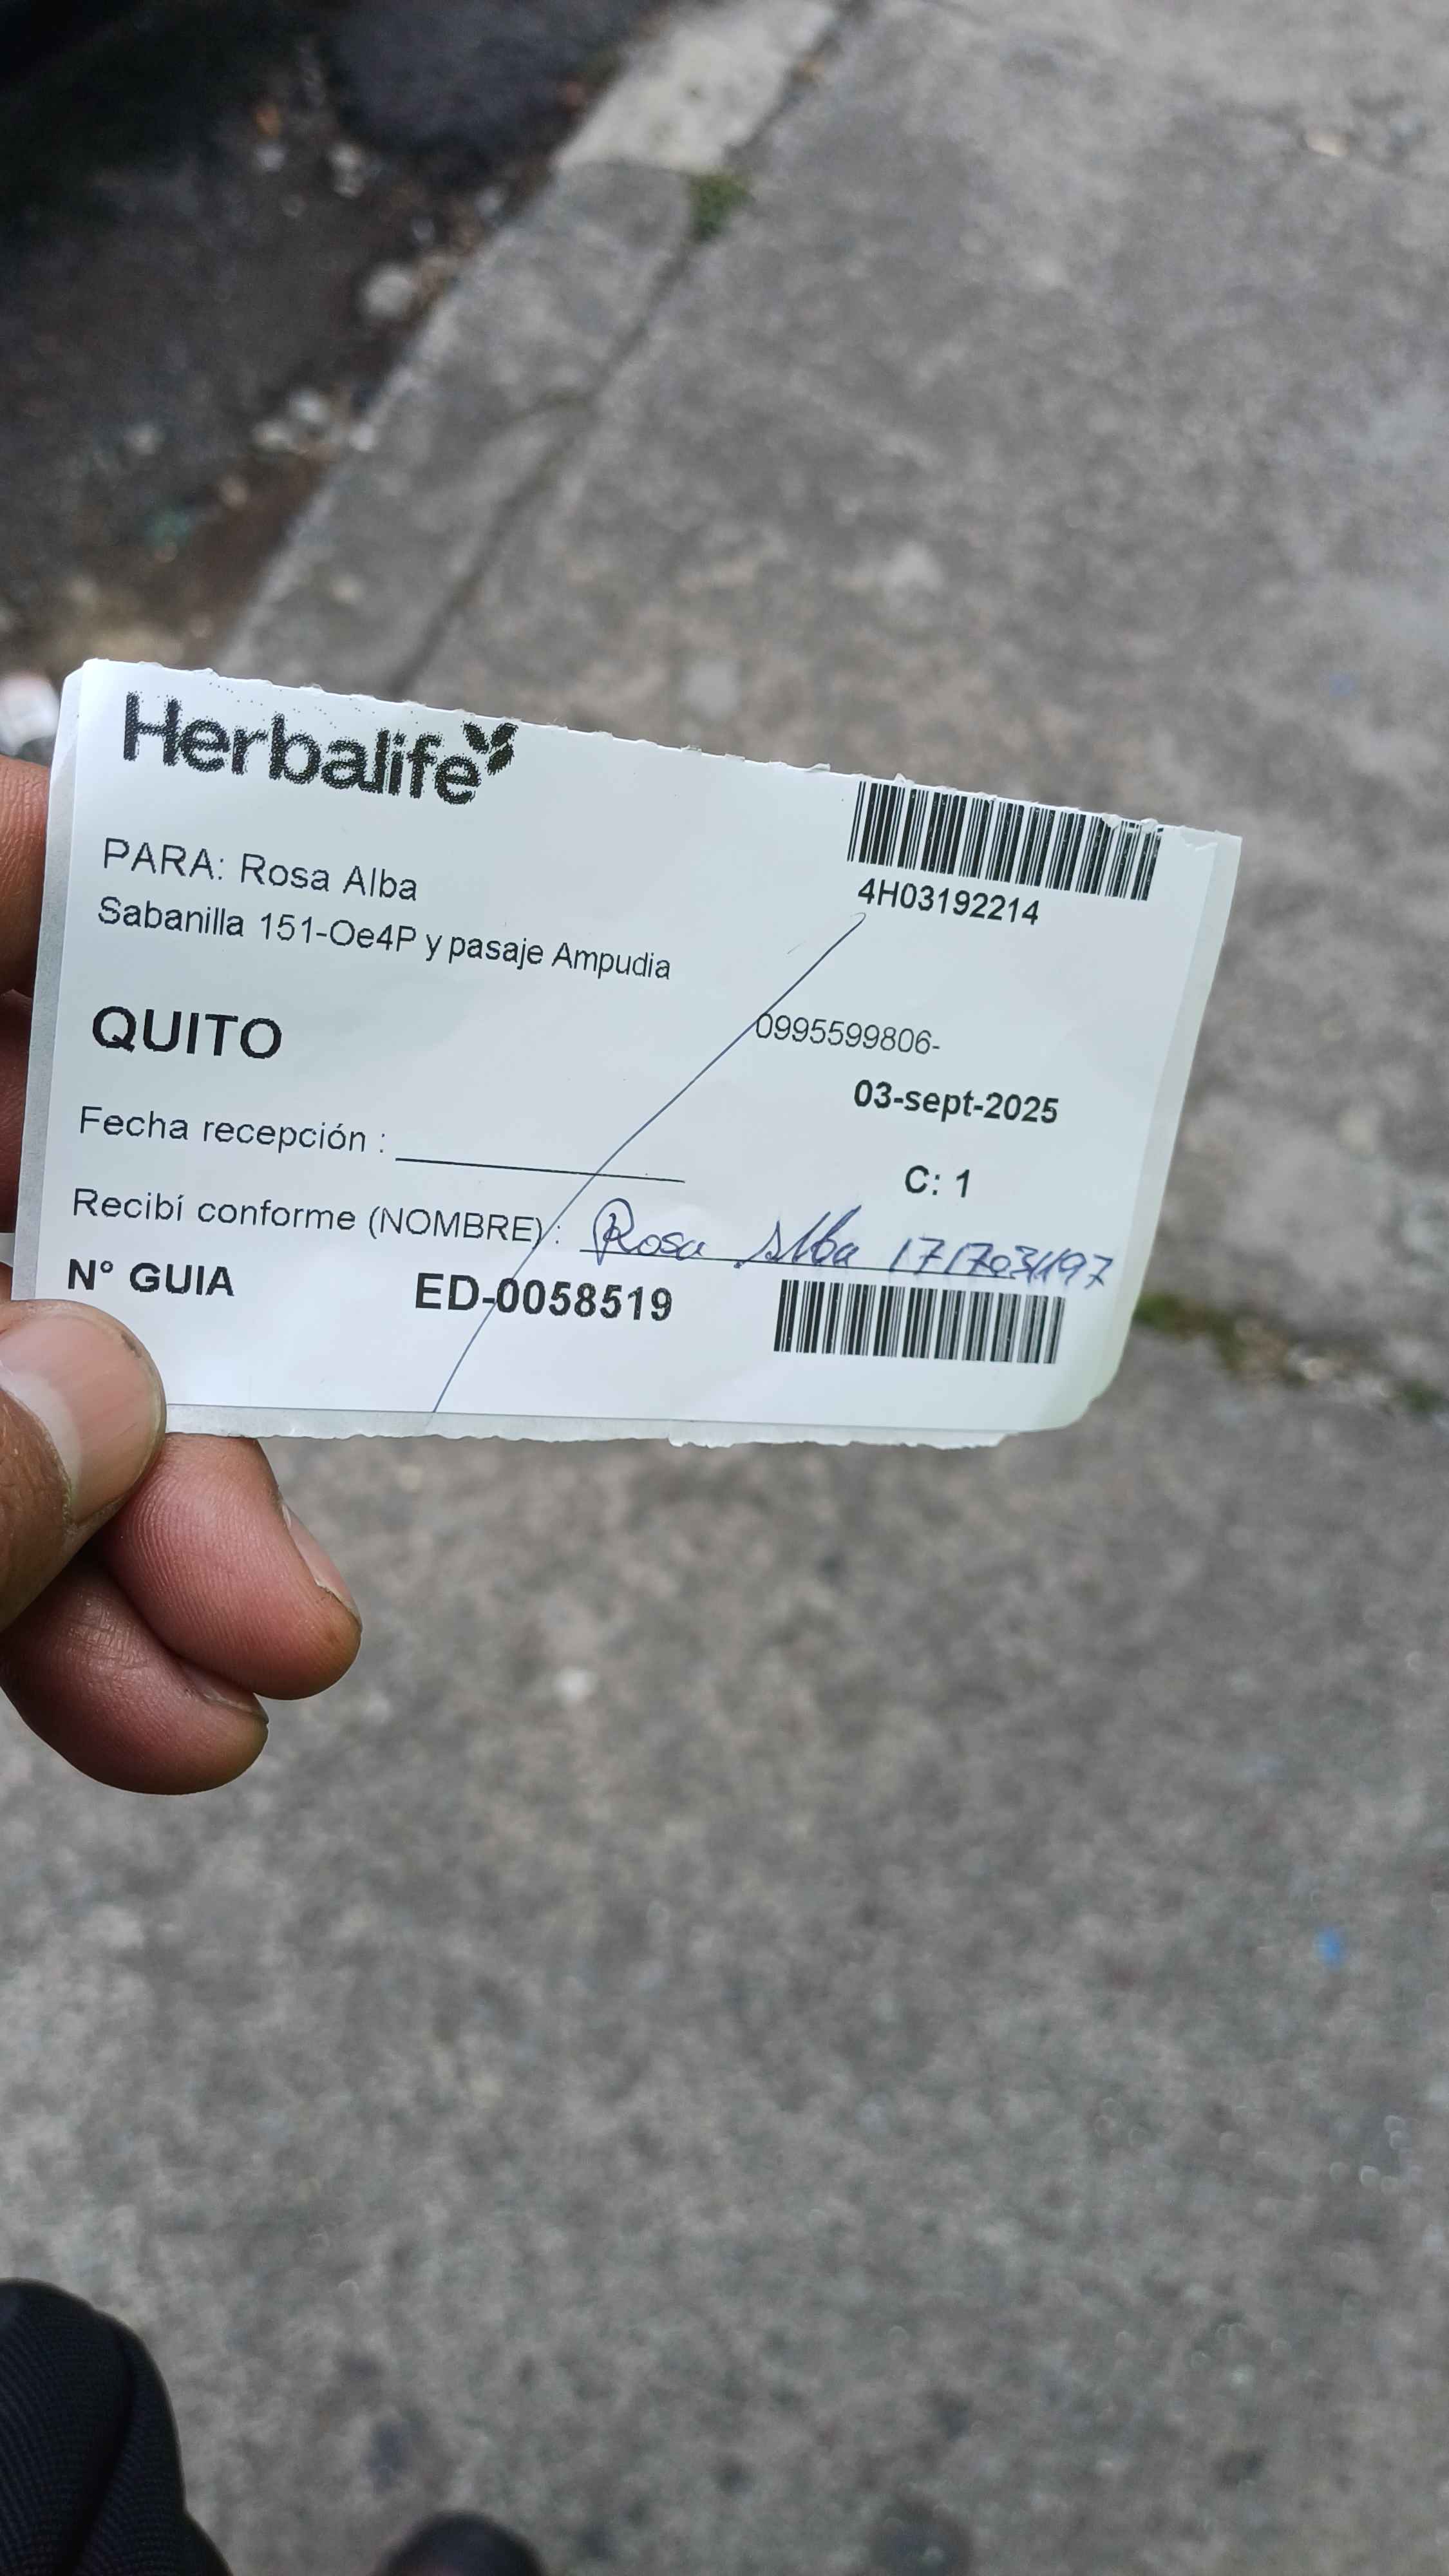 Herbalife
4H03192214
PARA: Rosa Alba
Sabanilla 151-Oe4P y pasaje Ampudia
0995599806-
QUITO
03-sept-2025
Fecha recepción :
C: 1
Recibí conforme (NOMBRE) : Rosa Alba
N° GUIA ED-0058519